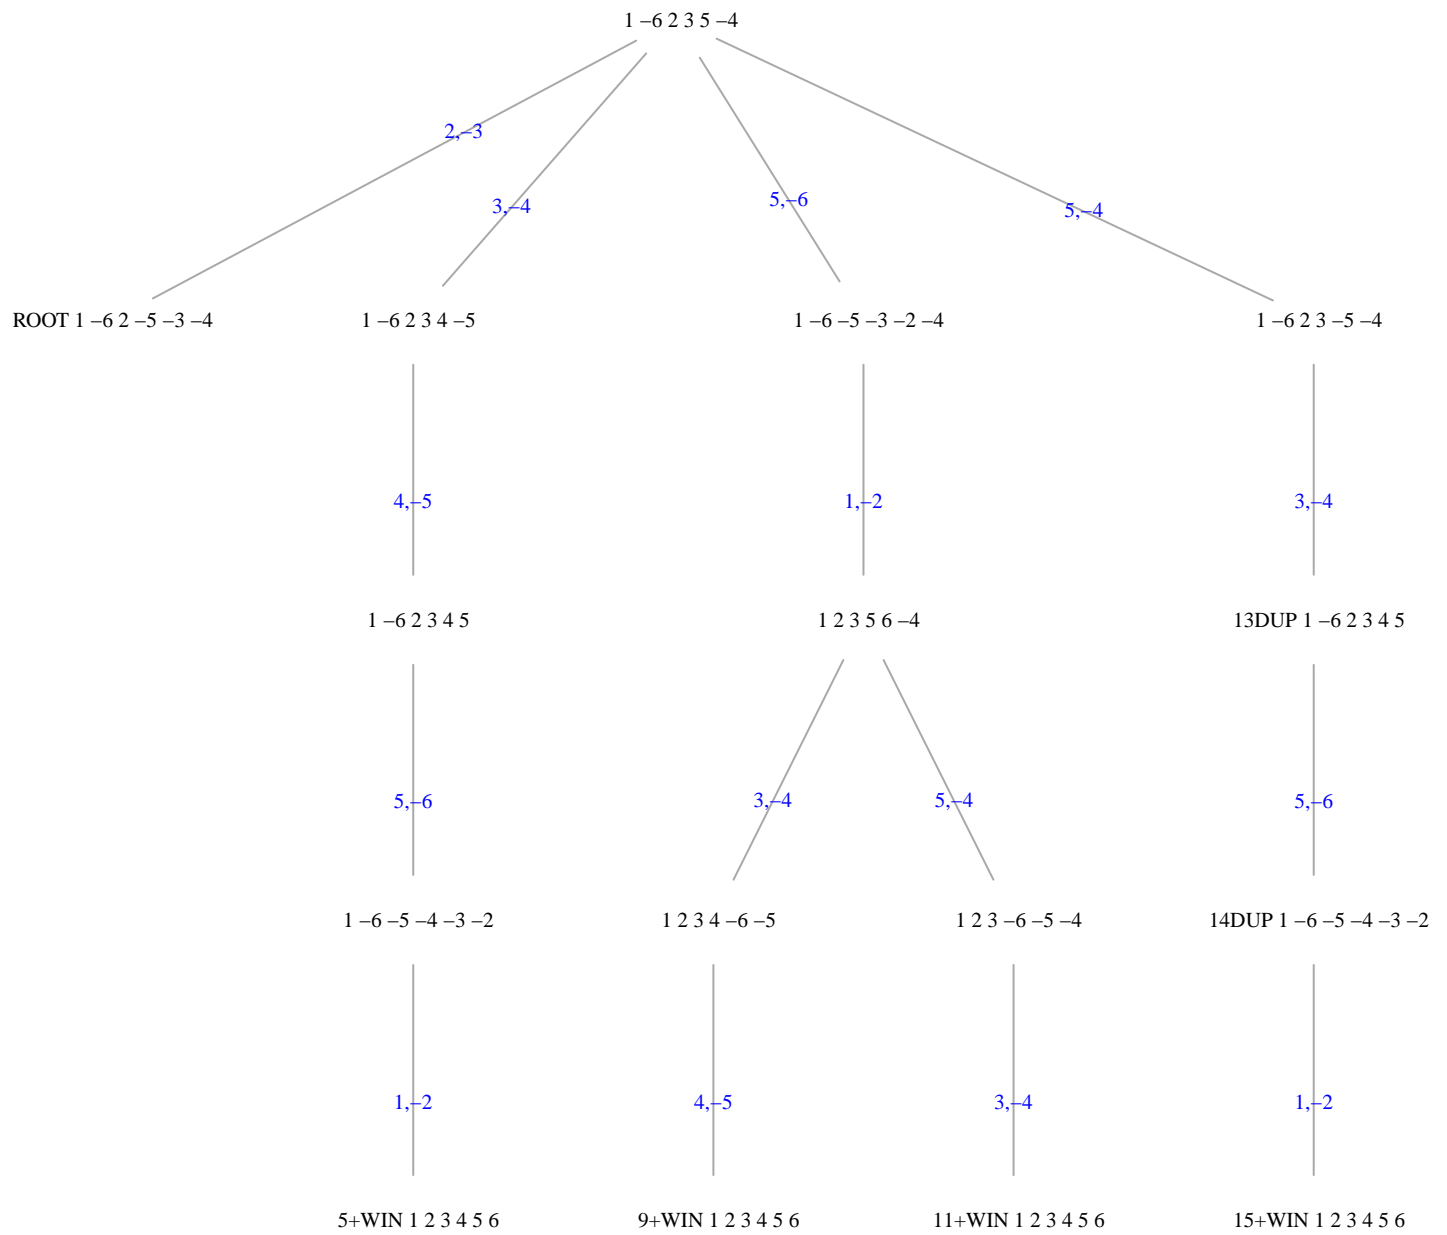 1 –6 2 3 5 –4
2,–3
3,–4
5,–6
5,–4
ROOT 1 –6 2 –5 –3 –4
1 –6 2 3 4 –5
1 –6 –5 –3 –2 –4
1 –6 2 3 –5 –4
4,–5
1,–2
3,–4
1 –6 2 3 4 5
1 2 3 5 6 –4
13DUP 1 –6 2 3 4 5
5,–6
3,–4
5,–4
5,–6
1 –6 –5 –4 –3 –2
1 2 3 4 –6 –5
1 2 3 –6 –5 –4
14DUP 1 –6 –5 –4 –3 –2
1,–2
4,–5
3,–4
1,–2
5+WIN 1 2 3 4 5 6
9+WIN 1 2 3 4 5 6
11+WIN 1 2 3 4 5 6
15+WIN 1 2 3 4 5 6